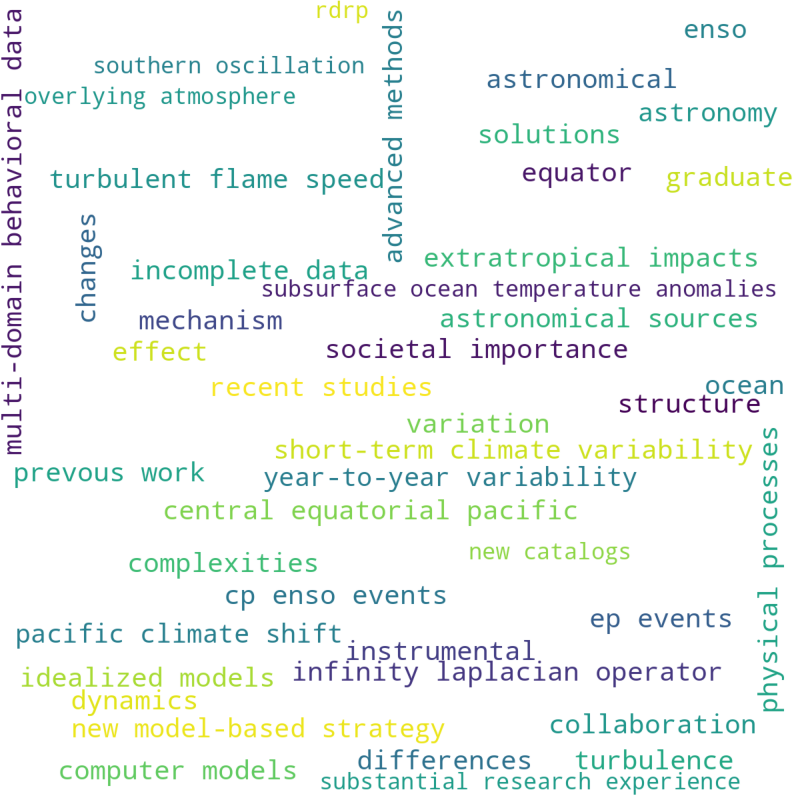 rdrp
enso
southern oscillation
astronomical
overlying atmosphere
astronomy
multi-domain behavioral data
advanced methods
solutions
equator
graduate
turbulent flame speed
changes
extratropical impacts
incomplete data
subsurface ocean temperature anomalies
mechanism
astronomical sources
effect
societal importance
recent studies
ocean
structure
variation
short-term climate variability
prevous work
year-to-year variability
physical processes
central equatorial pacific
new catalogs
complexities
cp enso events
ep events
pacific climate shift
instrumental
idealized models
infinity laplacian operator
dynamics
new model-based strategy
collaboration
differences
turbulence
computer models
substantial research experience